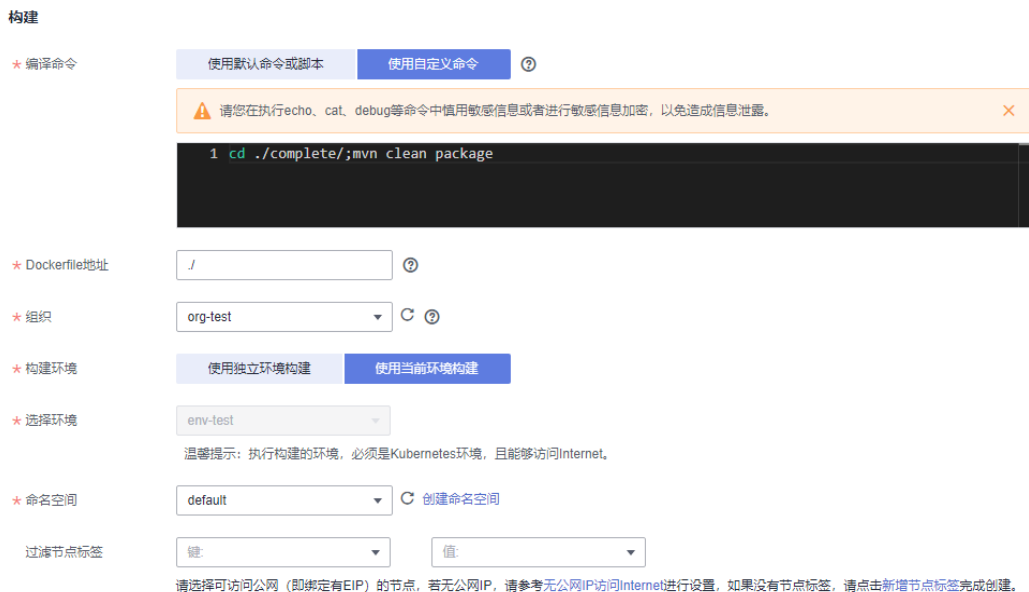 构建
* 编译命令 使用默认命令或脚本 使用自定义命令
请您在执行echo、cat、debug等命令中慎用敏感信息或者进行敏感信息加密，以免造成信息泄露。
1 cd ./complete/;mvn clean package
* Dockerfile地址 ./
* 组织 org-test
* 构建环境 使用独立环境构建 使用当前环境构建
* 选择环境 env-test
温馨提示：执行构建的环境，必须是Kubernetes环境，且能够访问Internet。
* 命名空间 default 创建命名空间
过滤节点标签 键: 值:
请选择可访问公网（即绑定有EIP）的节点，若无公网IP，请参考无公网IP访问Internet进行设置，如果没有节点标签，请点击新增节点标签完成创建。